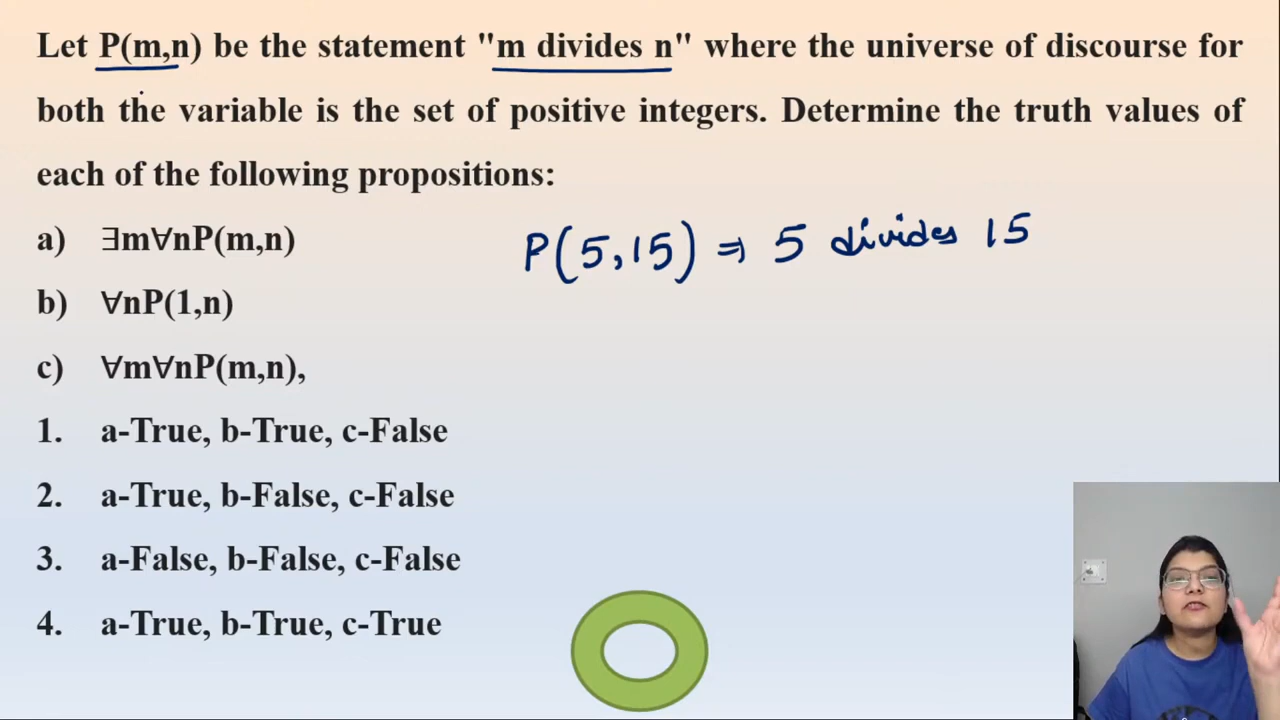 Let P(m,n) be the statement "m divides n" where the universe of discourse for
both the variable is the set of positive integers. Determine the truth values of
each of the following propositions:
a) ∃m∀nP(m,n)
P(5,15) ⇒ 5 divides 15
b) ∀nP(1,n)
c) ∀m∀nP(m,n),
1. a-True, b-True, c-False
2. a-True, b-False, c-False
3. a-False, b-False, c-False
4. a-True, b-True, c-True